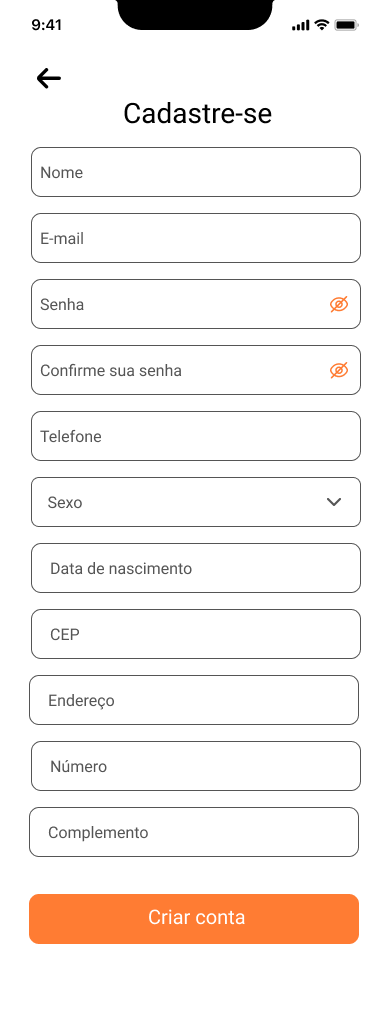 9:41
Cadastre-se
Nome
E-mail
Senha
Confirme sua senha
Telefone
Sexo
Data de nascimento
CEP
Endereço
Número
Complemento
Criar conta